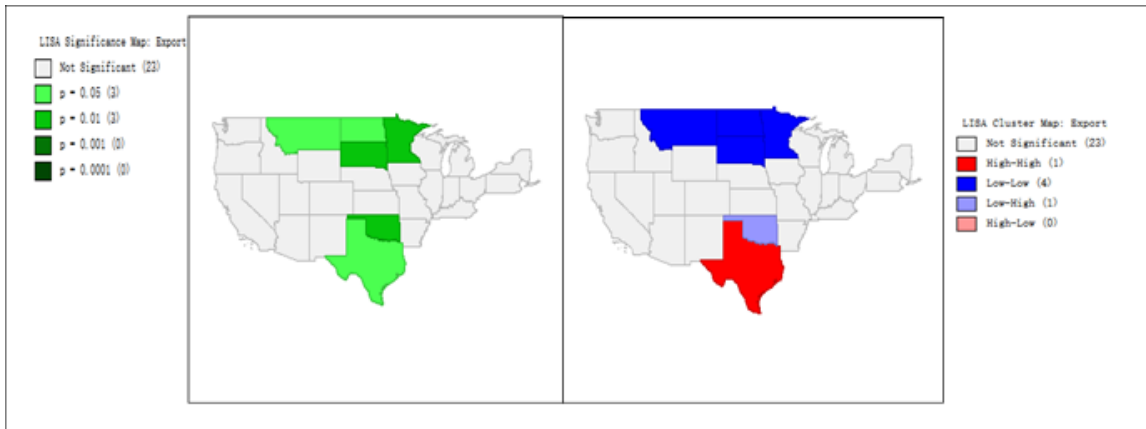 LISA Significance Map: Export
Not Significant (23)
p = 0.05 (3)
p = 0.01 (3)
p = 0.001 (0)
p = 0.0001 (0)
LISA Cluster Map: Export
Not Significant (23)
High-High (1)
Low-Low (4)
Low-High (1)
High-Low (0)